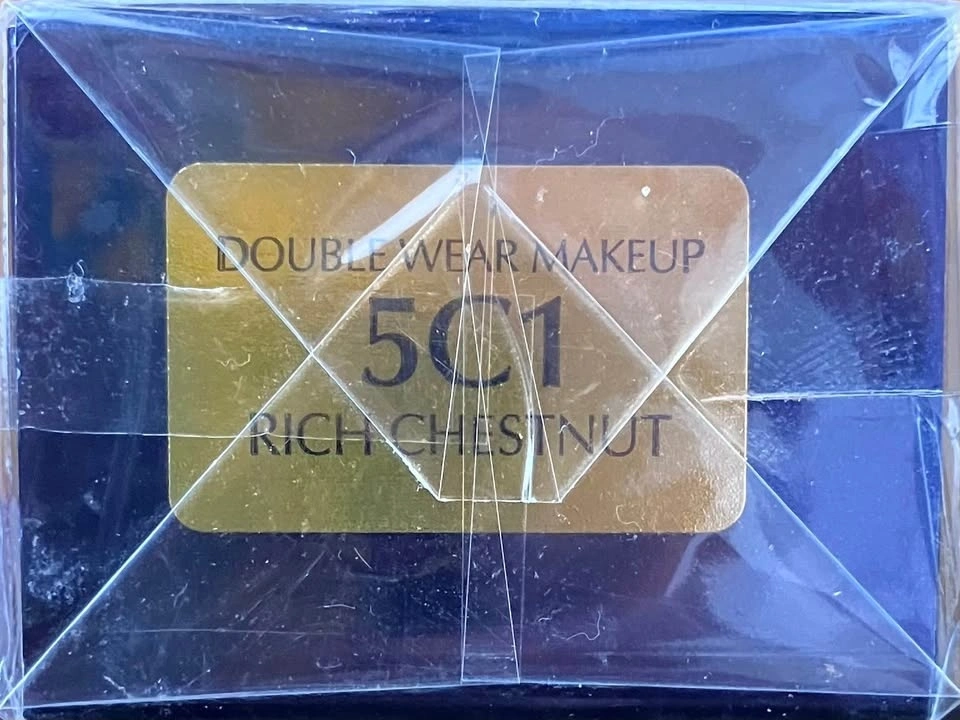 DOUBLE WEAR MAKEUP
5C1
RICH CHESTNUT